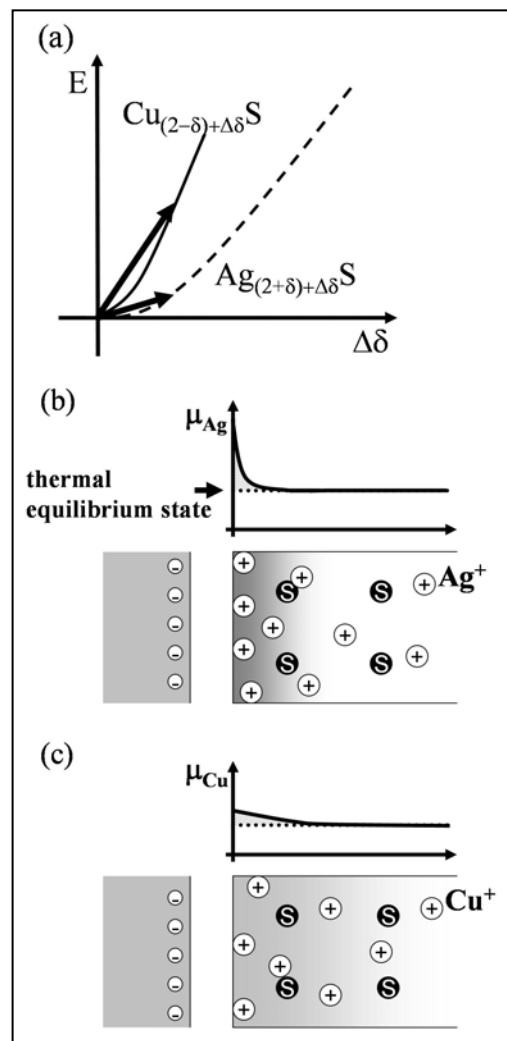 (a)
E
Cu(2−δ)+ΔδS
Ag(2+δ)+ΔδS
Δδ
(b)
μAg
thermal
equilibrium state
Ag+
- + S + S +
- + +
- + +
- S + S +
- + +
(c)
μCu
Cu+
- + S + S +
- +
- + +
- + S + S
- +